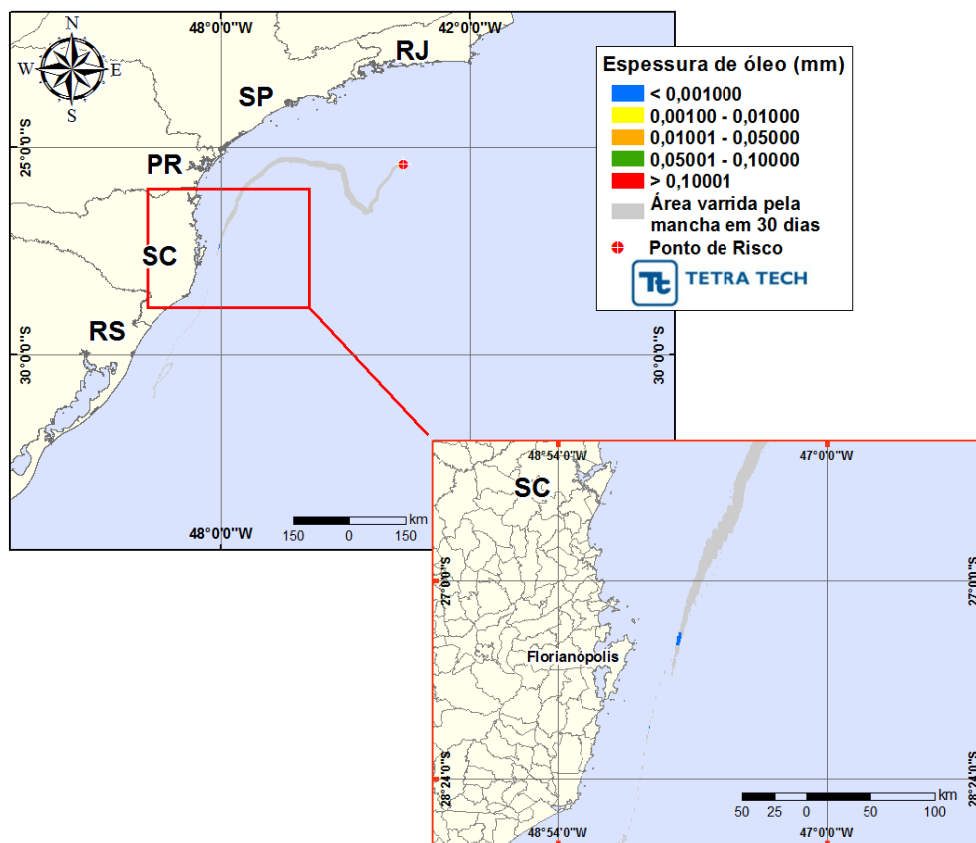 48°0'0"W
42°0'0"W
N
W
E
S
RJ
SP
PR
SC
RS
25°0'0"S
30°0'0"S
30°0'0"S
48°0'0"W
150
0
150
km
Espessura de óleo (mm)
< 0,001000
0,00100 - 0,01000
0,01001 - 0,05000
0,05001 - 0,10000
> 0,10001
Área varrida pela
mancha em 30 dias
Ponto de Risco
Tt
TETRA TECH
48°54'0"W
47°0'0"W
SC
27°0'0"S
27°0'0"S
Florianópolis
28°24'0"S
28°24'0"S
50
25
0
50
100
km
48°54'0"W
47°0'0"W